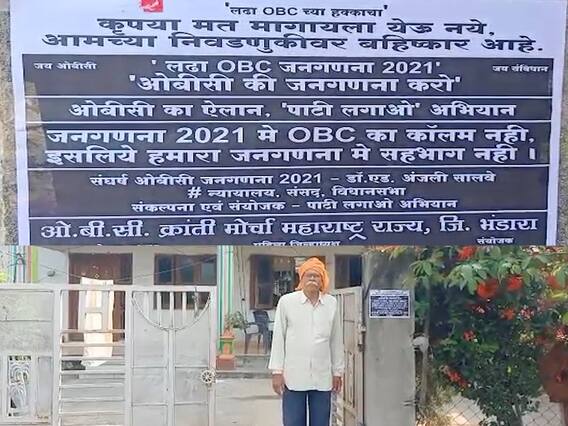 'लढा OBC च्या हक्काचा'
कृपया मत मागायला येऊ नये,
आमच्या निवडणुकीवर बहिष्कार आहे.
जय ओबीसी 'लढा OBC जनगणना 2021' जय संविधान
'ओबीसी की जनगणना करो'
ओबीसी का ऐलान, 'पाटी लगाओ' अभियान
जनगणना 2021 मे OBC का कॉलम नही,
इसलिये हमारा जनगणना मे सहभाग नही ।
संघर्ष ओबीसी जनगणना 2021 - डॉ.एड. अंजली साळवे
# न्यायालय, संसद, विधानसभा
संकल्पना एवं संयोजक - पाटी लगाओ अभियान
ओ.बी.सी. क्रांती मोर्चा महाराष्ट्र राज्य, जि. भंडारा
संयोजक